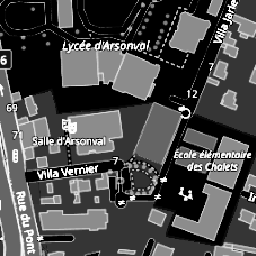 Lycée d'Arsonval
Villa Jarie
6
12
69
71
Salle d'Arsonval
École élémentaire
des Chalets
7
Villa Vernier
Rue du Pont